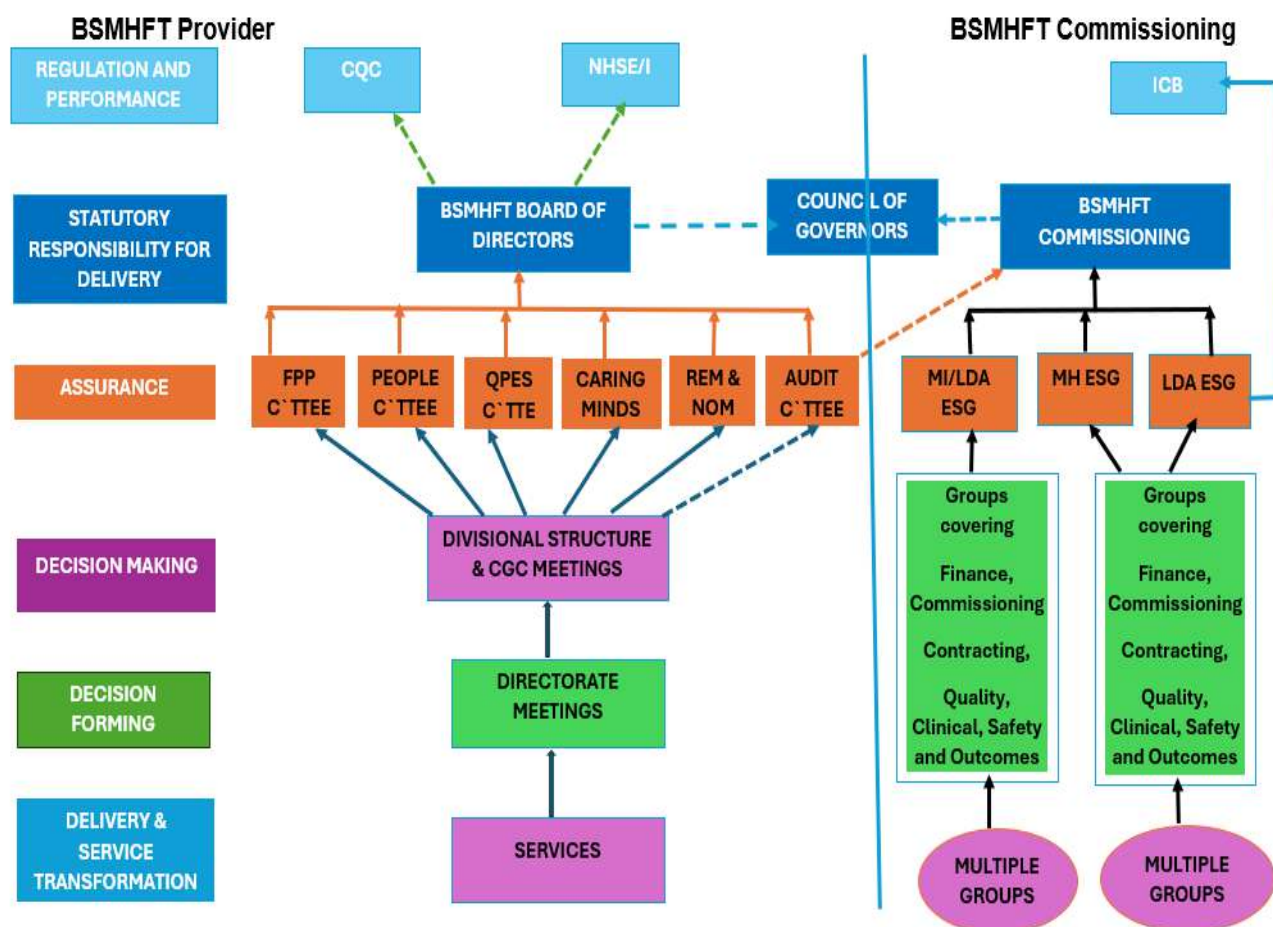 BSMHFT Provider
BSMHFT Commissioning
REGULATION AND
PERFORMANCE
CQC
NHSE/I
ICB
STATUTORY
RESPONSIBILITY FOR
DELIVERY
BSMHFT BOARD OF
DIRECTORS
COUNCIL OF
GOVERNORS
BSMHFT
COMMISSIONING
ASSURANCE
FPP
C`TTEE
PEOPLE
C`TTEE
QPES
C`TTE
CARING
MINDS
REM &
NOM
AUDIT
C`TTEE
MI/LDA
ESG
MH ESG
LDA ESG
DECISION MAKING
DIVISIONAL STRUCTURE
& CGC MEETINGS
Groups
covering
Finance,
Commissioning
Contracting,
Quality,
Clinical, Safety
and Outcomes
Groups
covering
Finance,
Commissioning
Contracting,
Quality,
Clinical, Safety
and Outcomes
DECISION
FORMING
DIRECTORATE
MEETINGS
DELIVERY &
SERVICE
TRANSFORMATION
SERVICES
MULTIPLE
GROUPS
MULTIPLE
GROUPS